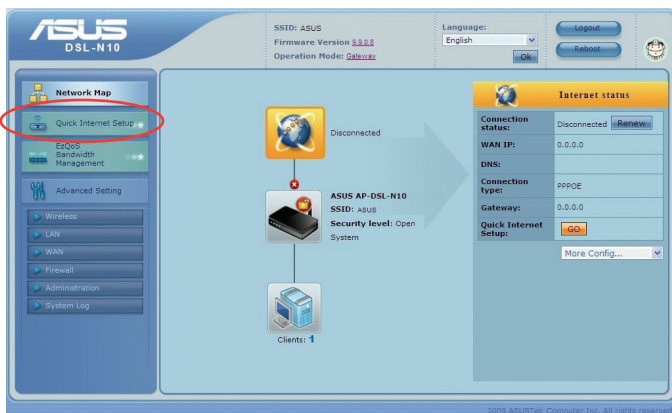 ASUS
DSL-N10
SSID: ASUS
Firmware Version 9.9.0.8
Operation Mode: Gateway
Language:
English
Ok
Logout
Reboot
Network Map
Quick Internet Setup
EzQoS
Bandwidth
Management
Advanced Setting
Wireless
LAN
WAN
Firewall
Administration
System Log
Disconnected
ASUS AP-DSL-N10
SSID: ASUS
Security level: Open
System
Clients: 1
Internet status
Connection status: Disconnected Renew
WAN IP: 0.0.0.0
DNS:
Connection type: PPPOE
Gateway: 0.0.0.0
Quick Internet Setup: GO
More Config...
2009 ASUSTek Computer Inc. All rights reserved